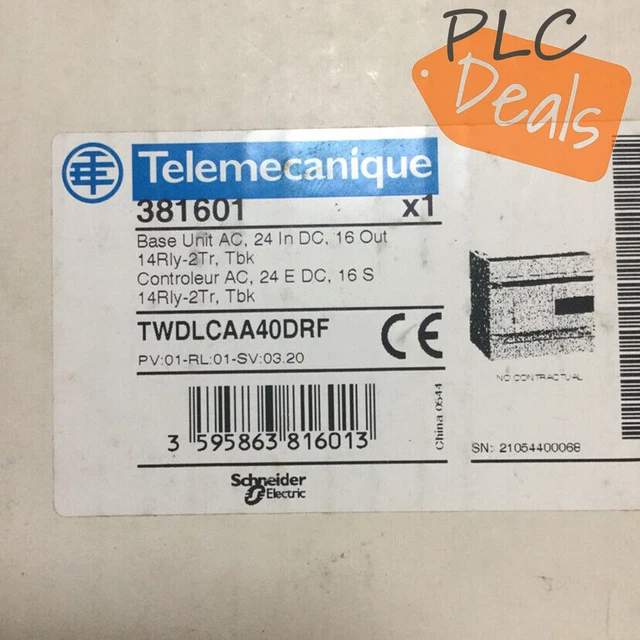 PLC
Deals
Telemecanique
381601 x1
Base Unit AC, 24 In DC, 16 Out
14Rly-2Tr, Tbk
Controleur AC, 24 E DC, 16 S
14Rly-2Tr, Tbk
TWDLCAA40DRF CE
PV:01-RL:01-SV:03.20
NO CONTRACTUAL
3 595863 816013
China 0544
SN: 21054400068
Schneider
Electric